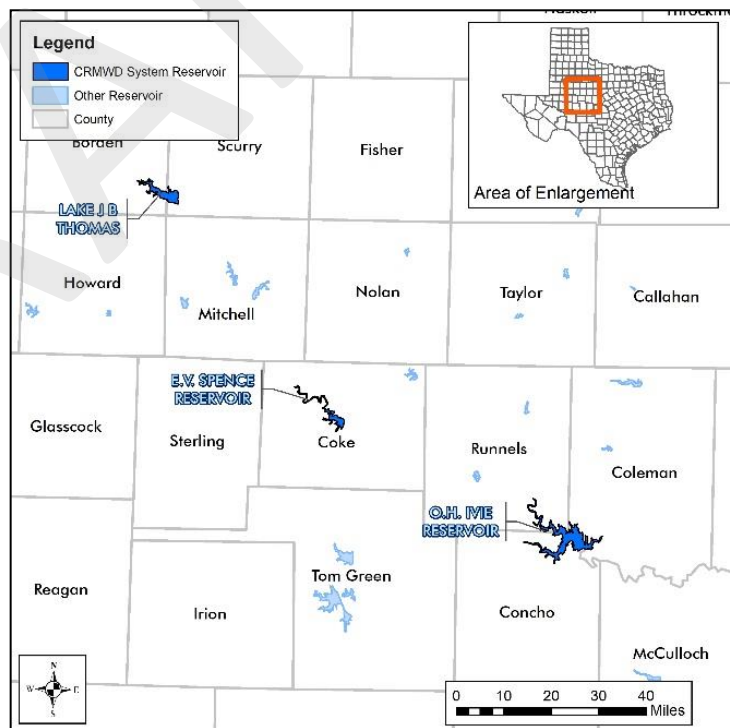 Legend
CRMWD System Reservoir
Other Reservoir
County
Area of Enlargement
Borden
Scurry
Fisher
LAKE J B
THOMAS
Howard
Mitchell
Nolan
Taylor
Callahan
E.V. SPENCE
RESERVOIR
Glasscock
Sterling
Coke
Runnels
Coleman
O.H. IVIE
RESERVOIR
Reagan
Irion
Tom Green
Concho
McCulloch
N
W
E
S
0 5 10 20 30 40
Miles